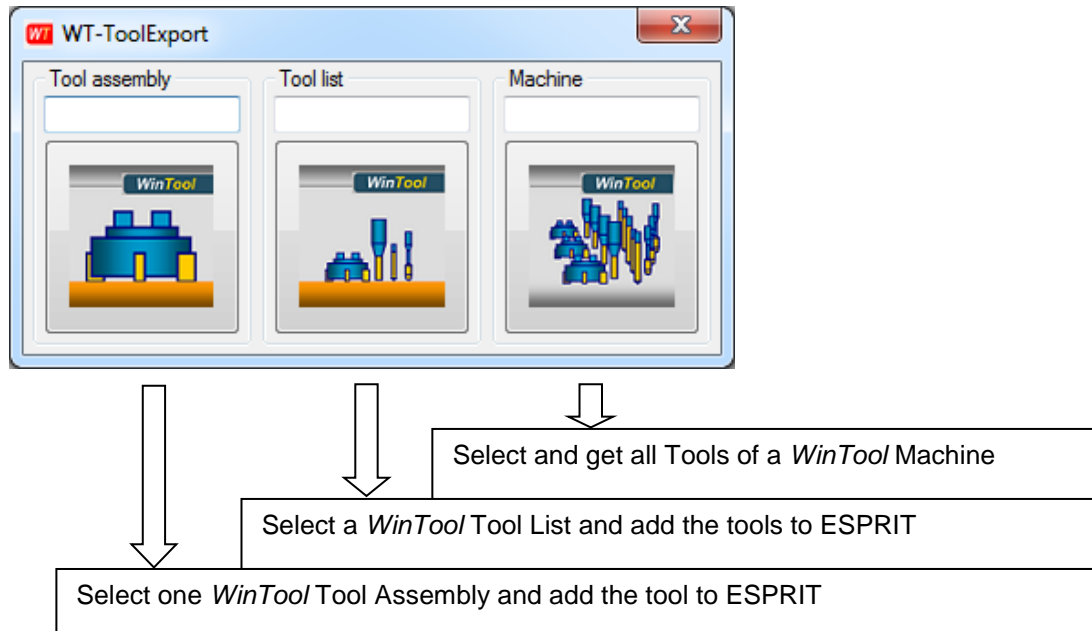 WT WT-ToolExport
Tool assembly Tool list Machine
WinTool WinTool WinTool
Select and get all Tools of a WinTool Machine
Select a WinTool Tool List and add the tools to ESPRIT
Select one WinTool Tool Assembly and add the tool to ESPRIT